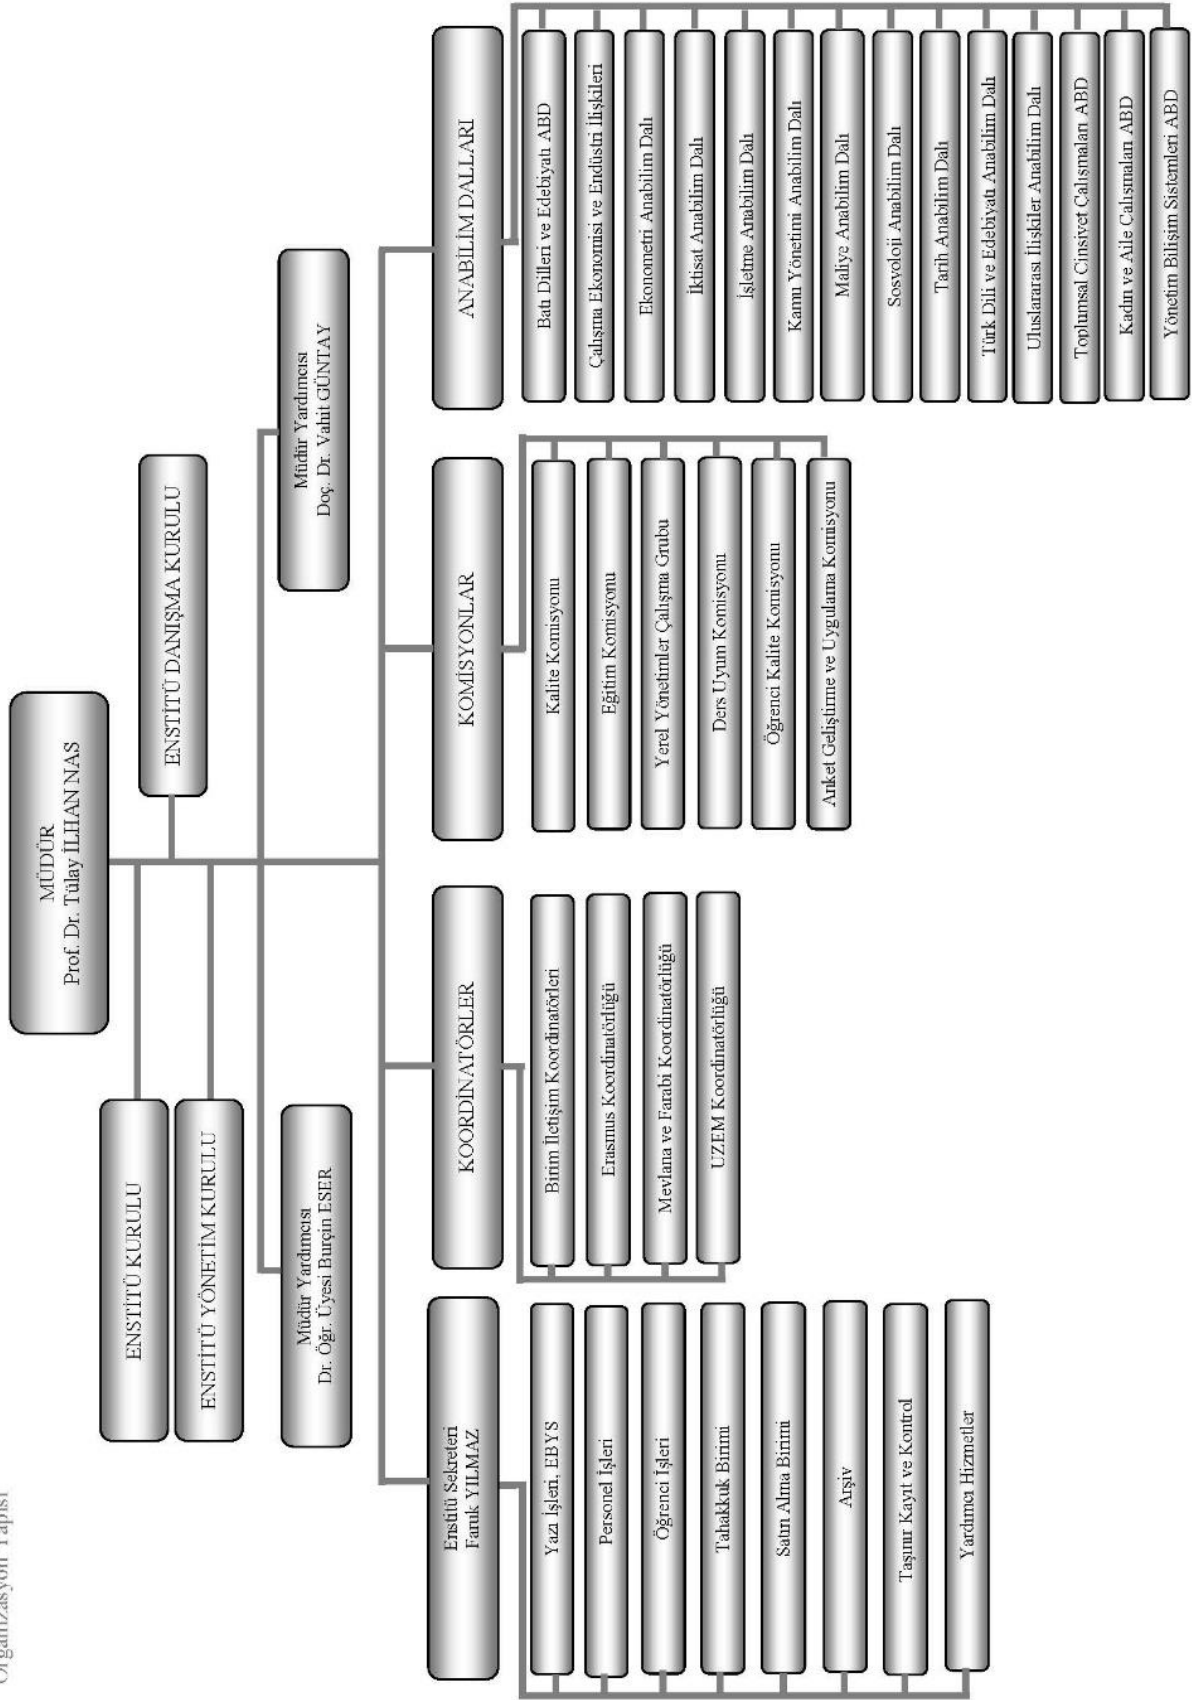 Organizasyon Yapısı
MÜDÜR
Prof. Dr. Tülay İLHAN NAS
ENSTİTÜ KURULU
ENSTİTÜ DANIŞMA KURULU
ENSTİTÜ YÖNETİM KURULU
Müdür Yardımcısı
Dr. Öğr. Üyesi Burçin ESER
Müdür Yardımcısı
Doç. Dr. Vahit GÜNTAY
Enstitü Sekreteri
Faruk YILMAZ
Yazı İşleri, EBYS
Personel İşleri
Öğrenci İşleri
Tahakkuk Birimi
Satın Alma Birimi
Arşiv
Taşınır Kayıt ve Kontrol
Yardımcı Hizmetler
KOORDİNATÖRLER
Birim İletişim Koordinatörleri
Erasmus Koordinatörlüğü
Mevlana ve Farabi Koordinatörlüğü
UZEM Koordinatörlüğü
KOMİSYONLAR
Kalite Komisyonu
Eğitim Komisyonu
Yerel Yönetimler Çalışma Grubu
Ders Uyum Komisyonu
Öğrenci Kalite Komisyonu
Anket Geliştirme ve Uygulama Komisyonu
ANABİLİM DALLARI
Batı Dilleri ve Edebiyatı ABD
Çalışma Ekonomisi ve Endüstri İlişkileri
Ekonometri Anabilim Dalı
İktisat Anabilim Dalı
İşletme Anabilim Dalı
Kamu Yönetimi Anabilim Dalı
Maliye Anabilim Dalı
Sosyoloji Anabilim Dalı
Tarih Anabilim Dalı
Türk Dili ve Edebiyatı Anabilim Dalı
Uluslararası İlişkiler Anabilim Dalı
Toplumsal Cinsiyet Çalışmaları ABD
Kadın ve Aile Çalışmaları ABD
Yönetim Bilişim Sistemleri ABD